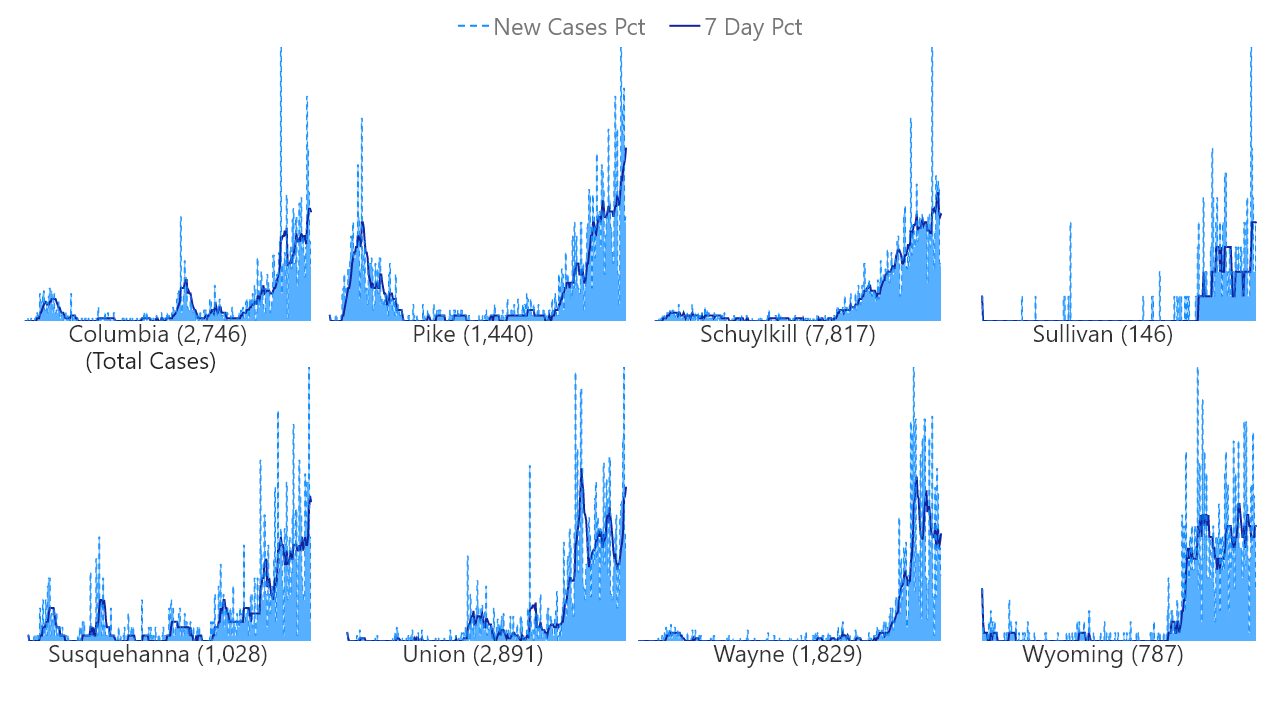 New Cases Pct 7 Day Pct
Columbia (2,746)
(Total Cases)
Pike (1,440)
Schuylkill (7,817)
Sullivan (146)
Susquehanna (1,028)
Union (2,891)
Wayne (1,829)
Wyoming (787)